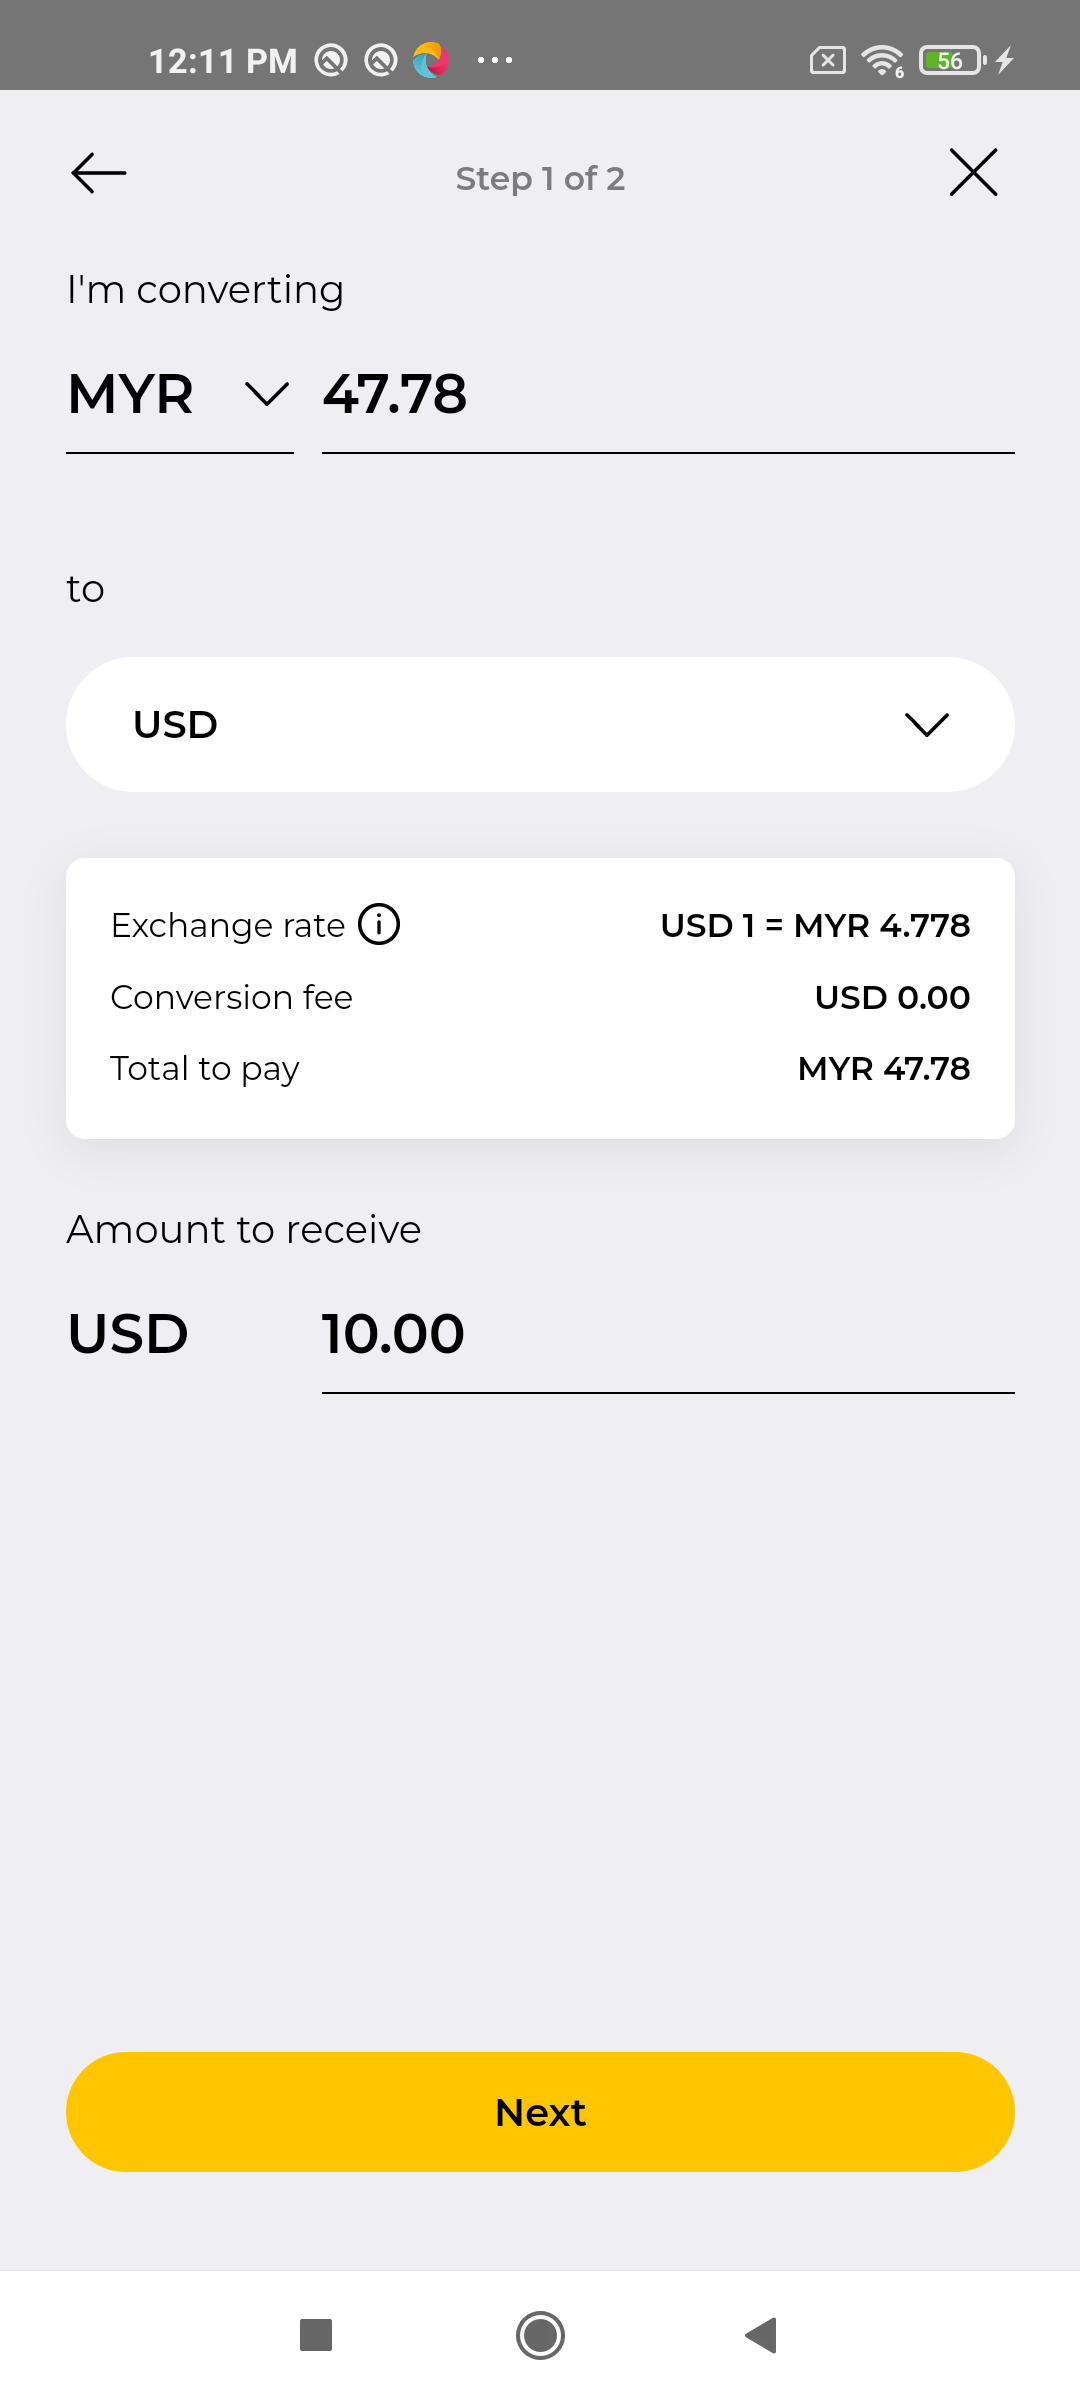 12:11 PM 6 56
Step 1 of 2
I'm converting
MYR 47.78
to
USD
Exchange rate USD 1 = MYR 4.778
Conversion fee USD 0.00
Total to pay MYR 47.78
Amount to receive
USD 10.00
Next